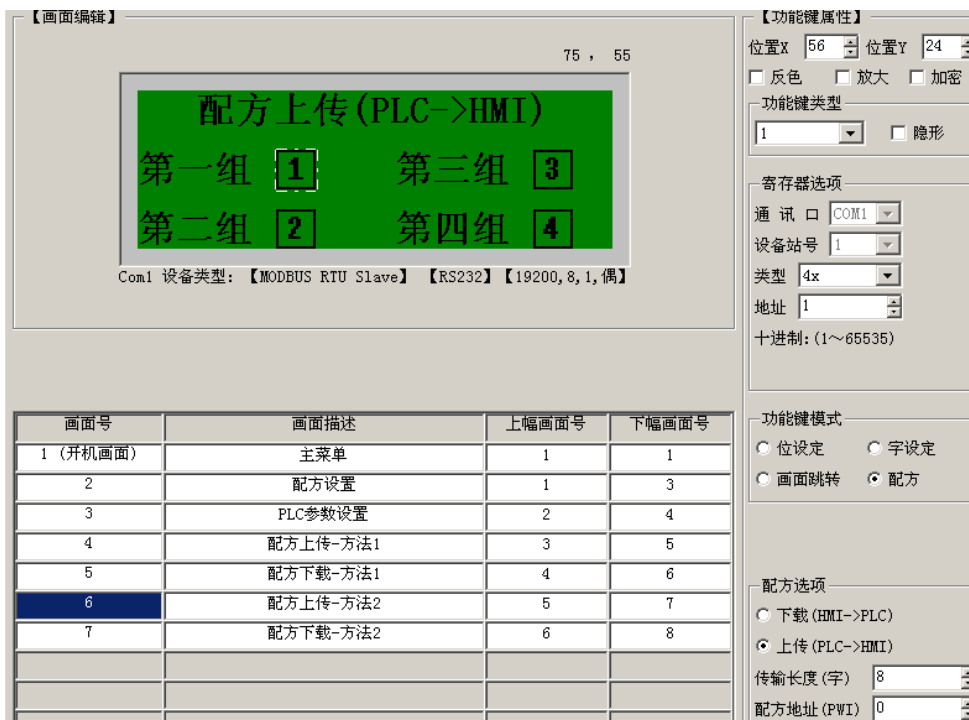 【画面编辑】
75 , 55
配方上传(PLC->HMI)
第一组 1 第三组 3
第二组 2 第四组 4
Com1 设备类型: 【MODBUS RTU Slave】 【RS232】【19200,8,1,偶】
【功能键属性】
位置X 56 位置Y 24
反色 放大 加密
功能键类型
1 隐形
寄存器选项
通 讯 口 COM1
设备站号 1
类型 4x
地址 1
十进制:(1～65535)
功能键模式
位设定 字设定
画面跳转 配方
配方选项
下载(HMI->PLC)
上传(PLC->HMI)
传输长度(字) 8
配方地址(PWI) 0
画面号 画面描述 上幅画面号 下幅画面号
1 (开机画面) 主菜单 1 1
2 配方设置 1 3
3 PLC参数设置 2 4
4 配方上传-方法1 3 5
5 配方下载-方法1 4 6
6 配方上传-方法2 5 7
7 配方下载-方法2 6 8